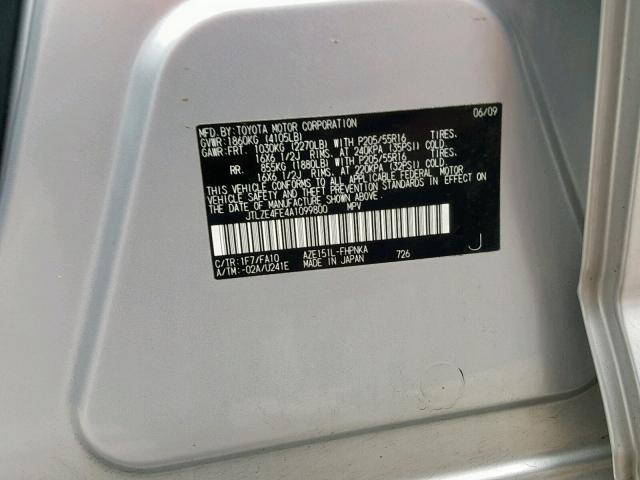 MFD. BY: TOYOTA MOTOR CORPORATION 06/09
GVWR: 1860KG (4105LB)
GAWR: FRT. 1030KG (2270LB) WITH P205/55R16 TIRES.
16X6 1/2J RIMS. AT 240KPA (35PSI) COLD.
RR. 855KG (1880LB) WITH P205/55R16 TIRES.
16X6 1/2J RIMS. AT 220KPA (32PSI) COLD.
THIS VEHICLE CONFORMS TO ALL APPLICABLE FEDERAL MOTOR
VEHICLE SAFETY STANDARDS IN EFFECT ON THE DATE OF
MANUFACTURE SHOWN ABOVE.
JTLZE4FE4A1099800 MPV
C/TR: 1F7/FA10 AZE151L-FHPNKA 726 J
A/TM: -02A/U241E MADE IN JAPAN